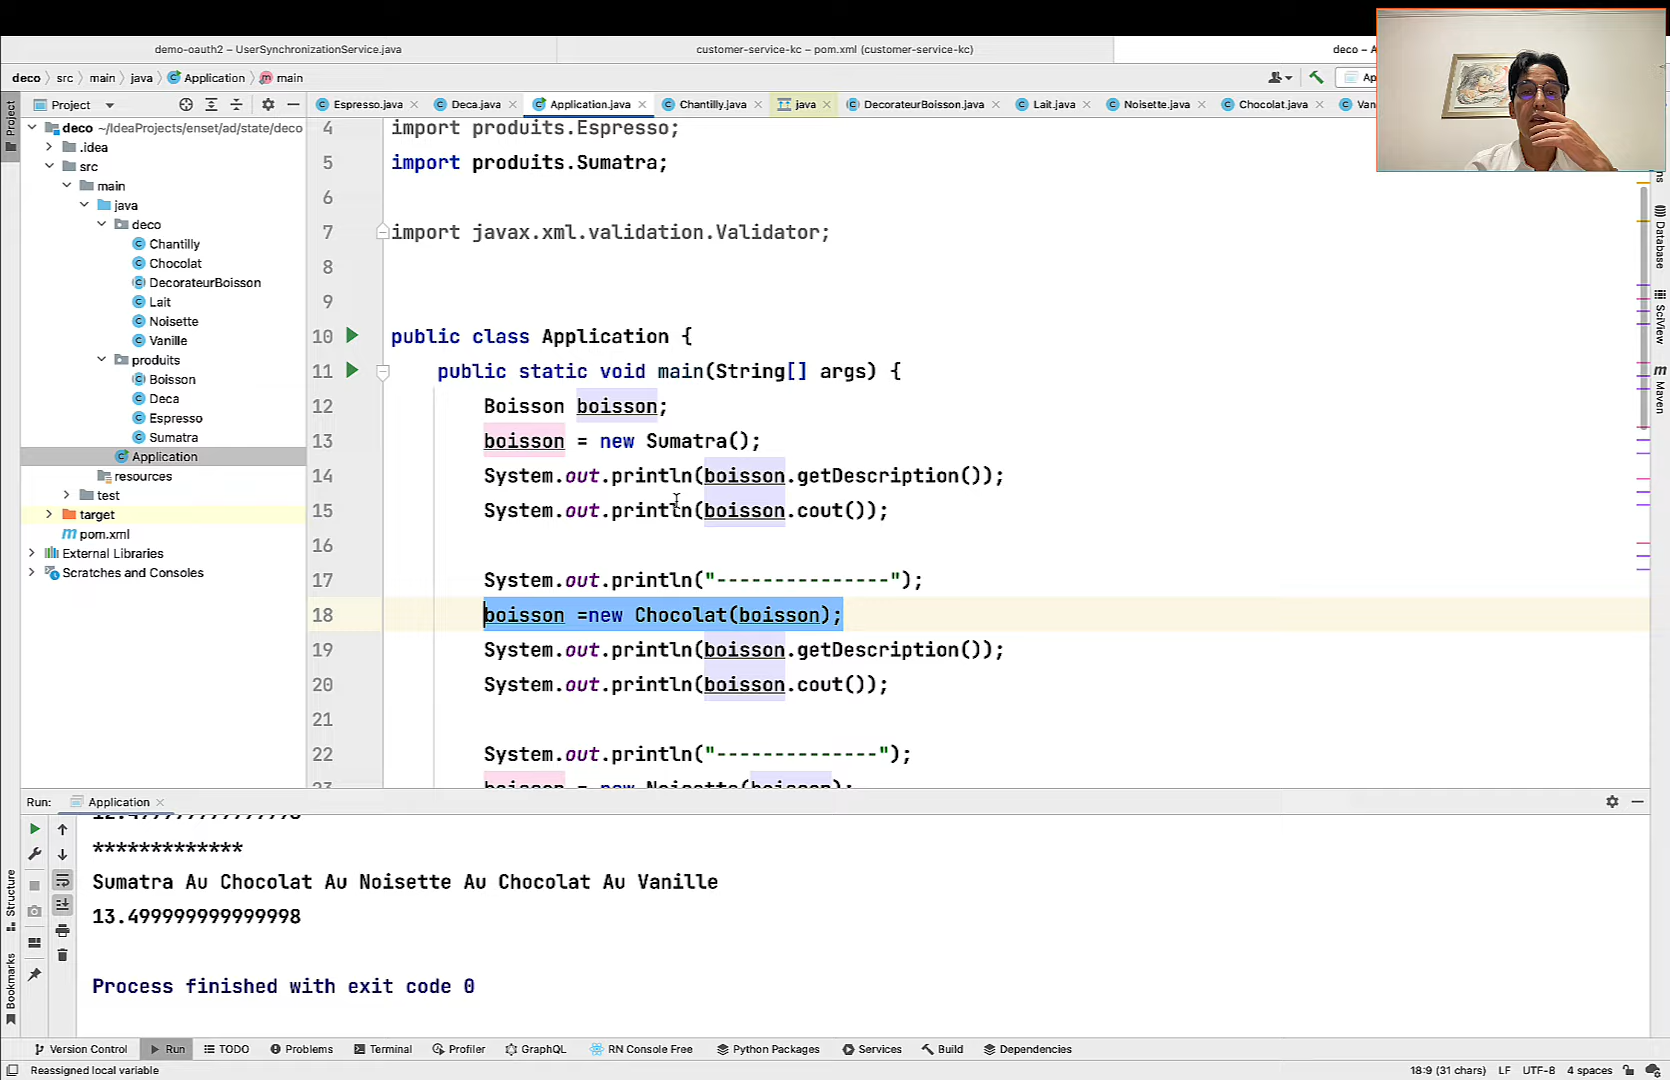 demo-oauth2 – UserSynchronizationService.java
customer-service-kc – pom.xml (customer-service-kc)
deco – A
deco src main java Application main
Ap
Project
Espresso.java
Deca.java
Application.java
Chantilly.java
java
DecorateurBoisson.java
Lait.java
Noisette.java
Chocolat.java
Van
Project
deco ~/IdeaProjects/enset/ad/state/deco
.idea
src
main
java
deco
Chantilly
Chocolat
DecorateurBoisson
Lait
Noisette
Vanille
produits
Boisson
Deca
Espresso
Sumatra
Application
resources
test
target
pom.xml
External Libraries
Scratches and Consoles
4 import produits.Espresso;
5 import produits.Sumatra;
6
7 import javax.xml.validation.Validator;
8
9
10 public class Application {
11 public static void main(String[] args) {
12 Boisson boisson;
13 boisson = new Sumatra();
14 System.out.println(boisson.getDescription());
15 System.out.println(boisson.cout());
16
17 System.out.println("---------------");
18 boisson =new Chocolat(boisson);
19 System.out.println(boisson.getDescription());
20 System.out.println(boisson.cout());
21
22 System.out.println("--------------");
23 boisson = new Noisette(boisson);
Database
SciView
Maven
Run: Application
*************
Sumatra Au Chocolat Au Noisette Au Chocolat Au Vanille
13.499999999999998
Process finished with exit code 0
Structure
Bookmarks
Version Control
Run
TODO
Problems
Terminal
Profiler
GraphQL
RN Console Free
Python Packages
Services
Build
Dependencies
Reassigned local variable
18:9 (31 chars) LF UTF-8 4 spaces